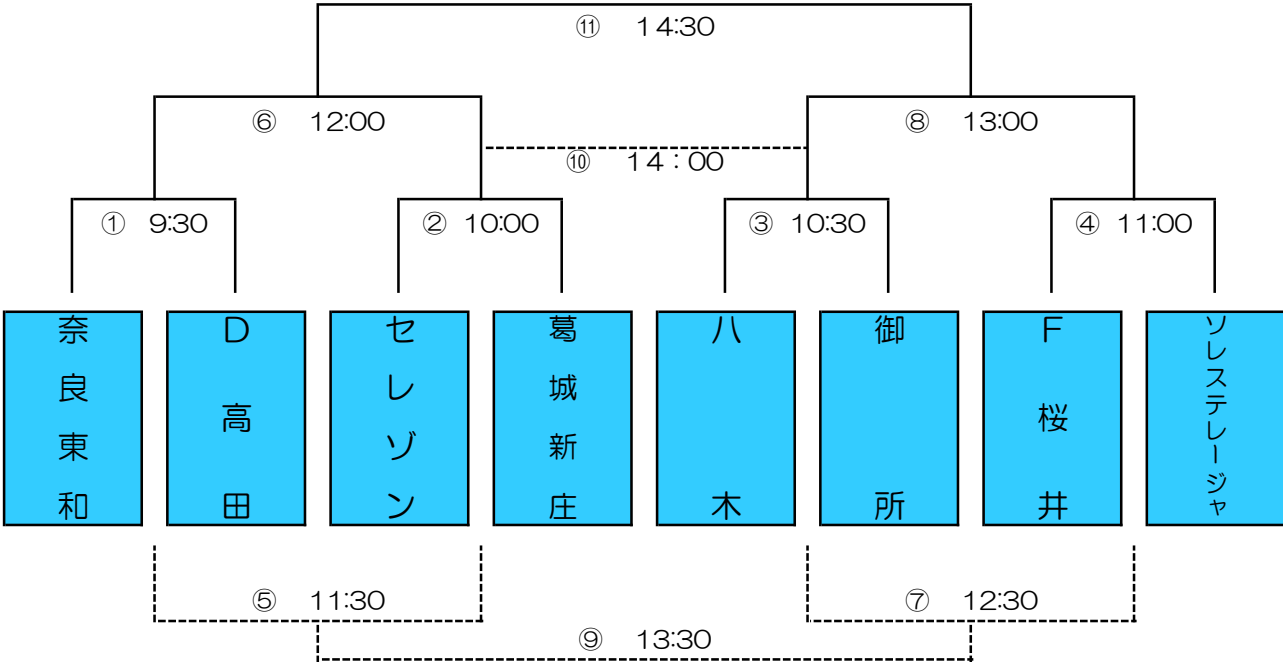 ⑪ 14:30
⑥ 12:00
⑧ 13:00
⑩ 14：00
① 9:30
② 10:00
③ 10:30
④ 11:00
奈良東和
D高田
セレゾン
葛城新庄
八木
御所
F桜井
ソレステレージャ
⑤ 11:30
⑦ 12:30
⑨ 13:30